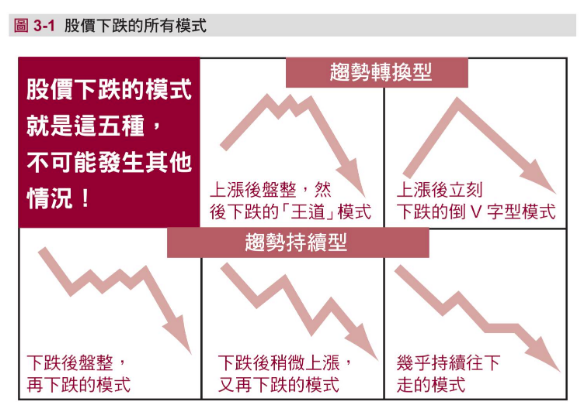 圖 3-1 股價下跌的所有模式
股價下跌的模式
就是這五種，
不可能發生其他
情況！
趨勢轉換型
上漲後盤整，然
後下跌的「王道」模式
上漲後立刻
下跌的倒 V 字型模式
趨勢持續型
下跌後盤整，
再下跌的模式
下跌後稍微上漲，
又再下跌的模式
幾乎持續往下
走的模式